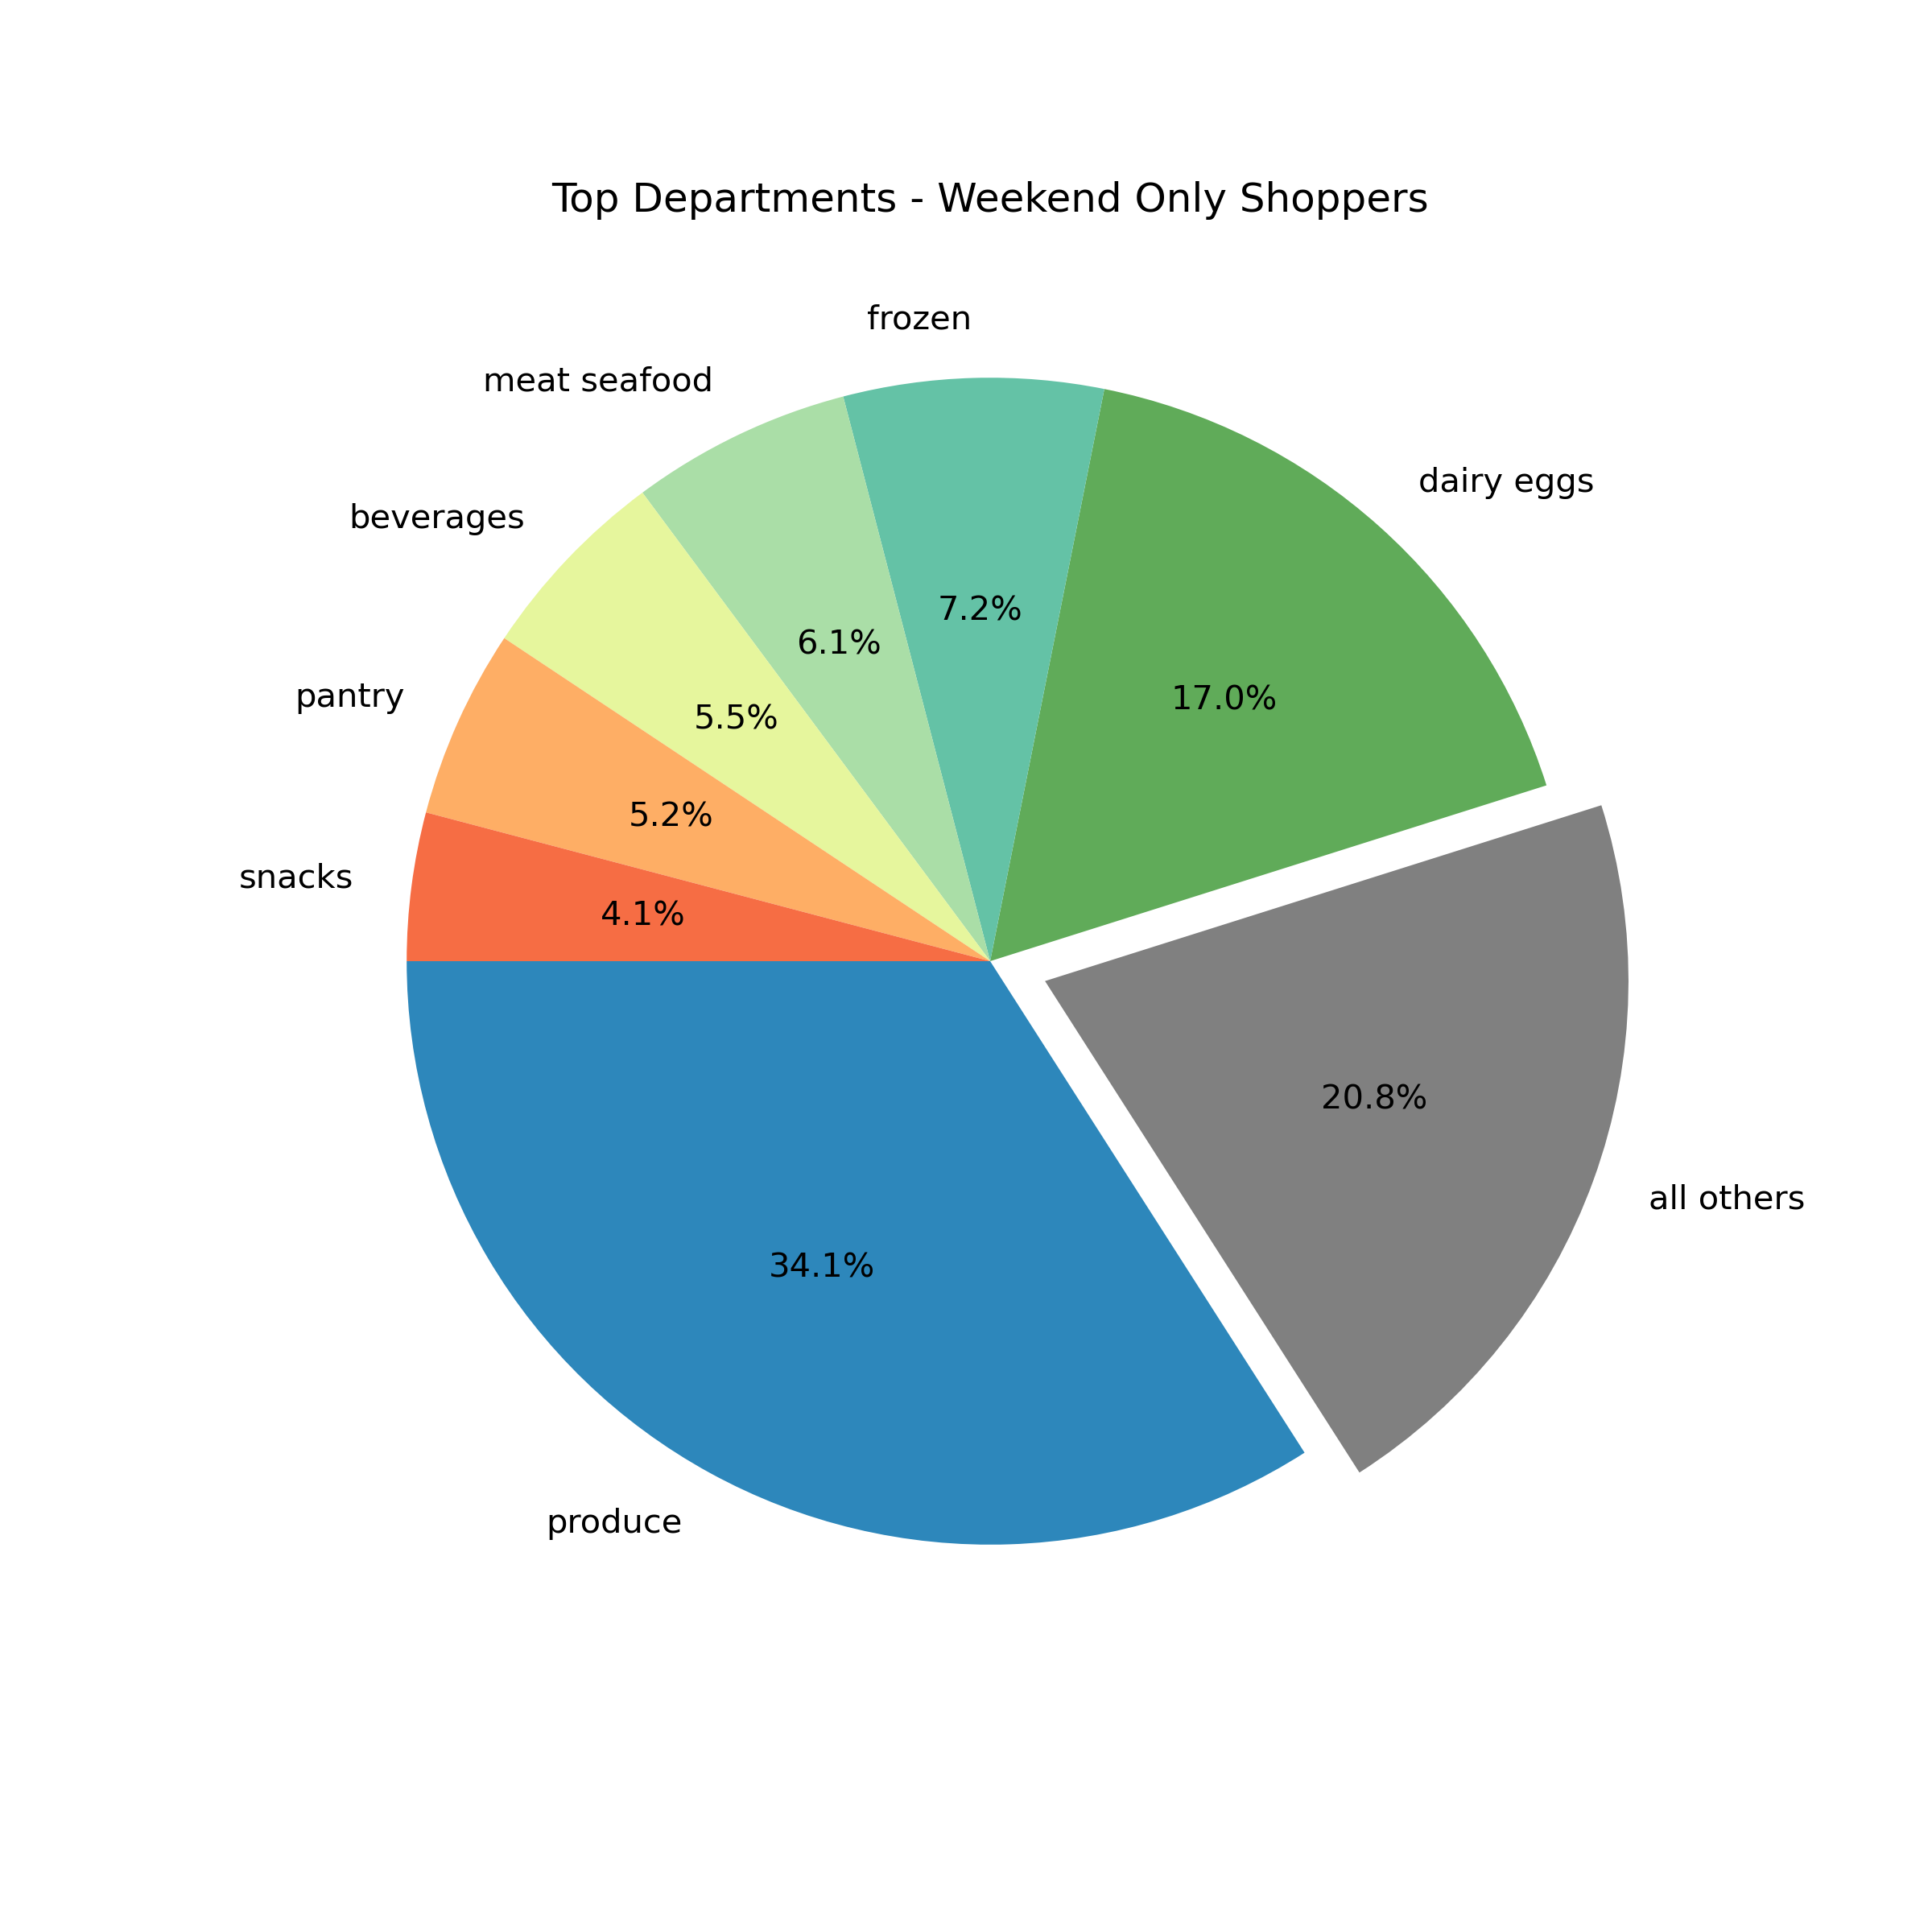 Top Departments - Weekend Only Shoppers
frozen
meat seafood
dairy eggs
beverages
7.2%
6.1%
17.0%
pantry
5.5%
5.2%
snacks
4.1%
20.8%
all others
34.1%
produce